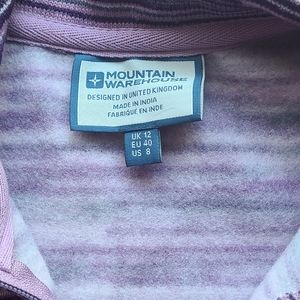 MOUNTAIN
WAREHOUSE
DESIGNED IN UNITED KINGDOM
MADE IN INDIA
FABRIQUÉ EN INDE
UK 12
EU 40
US 8